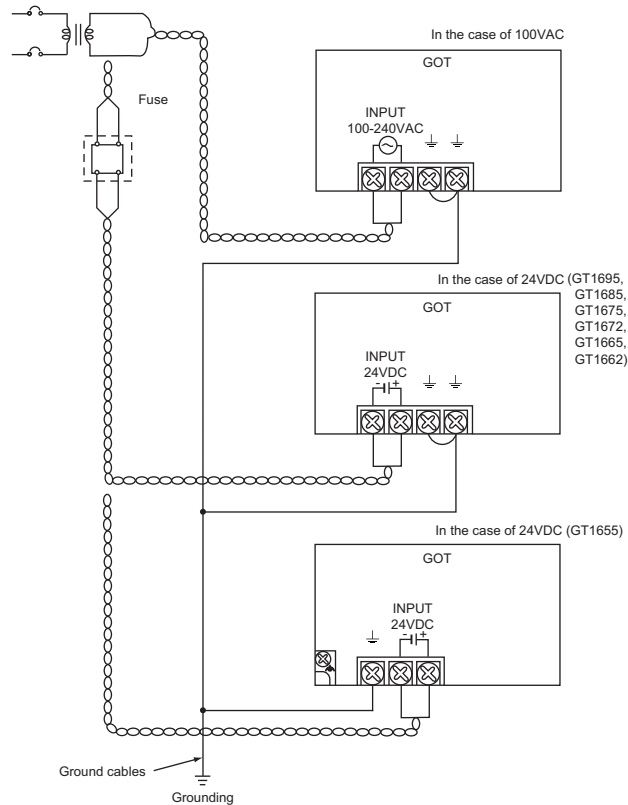 In the case of 100VAC
GOT
Fuse
INPUT
100-240VAC
In the case of 24VDC (GT1695,
GT1685,
GT1675,
GT1672,
GT1665,
GT1662)
GOT
INPUT
24VDC
- +
In the case of 24VDC (GT1655)
GOT
INPUT
24VDC
- +
Ground cables
Grounding